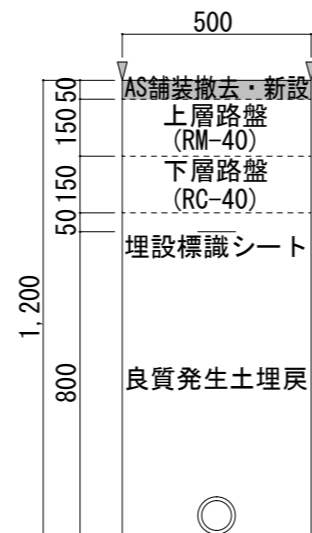 500
AS舗装撤去・新設
50
上層路盤
(RM-40)
150
下層路盤
(RC-40)
150
50
埋設標識シート
1,200
800
良質発生土埋戻